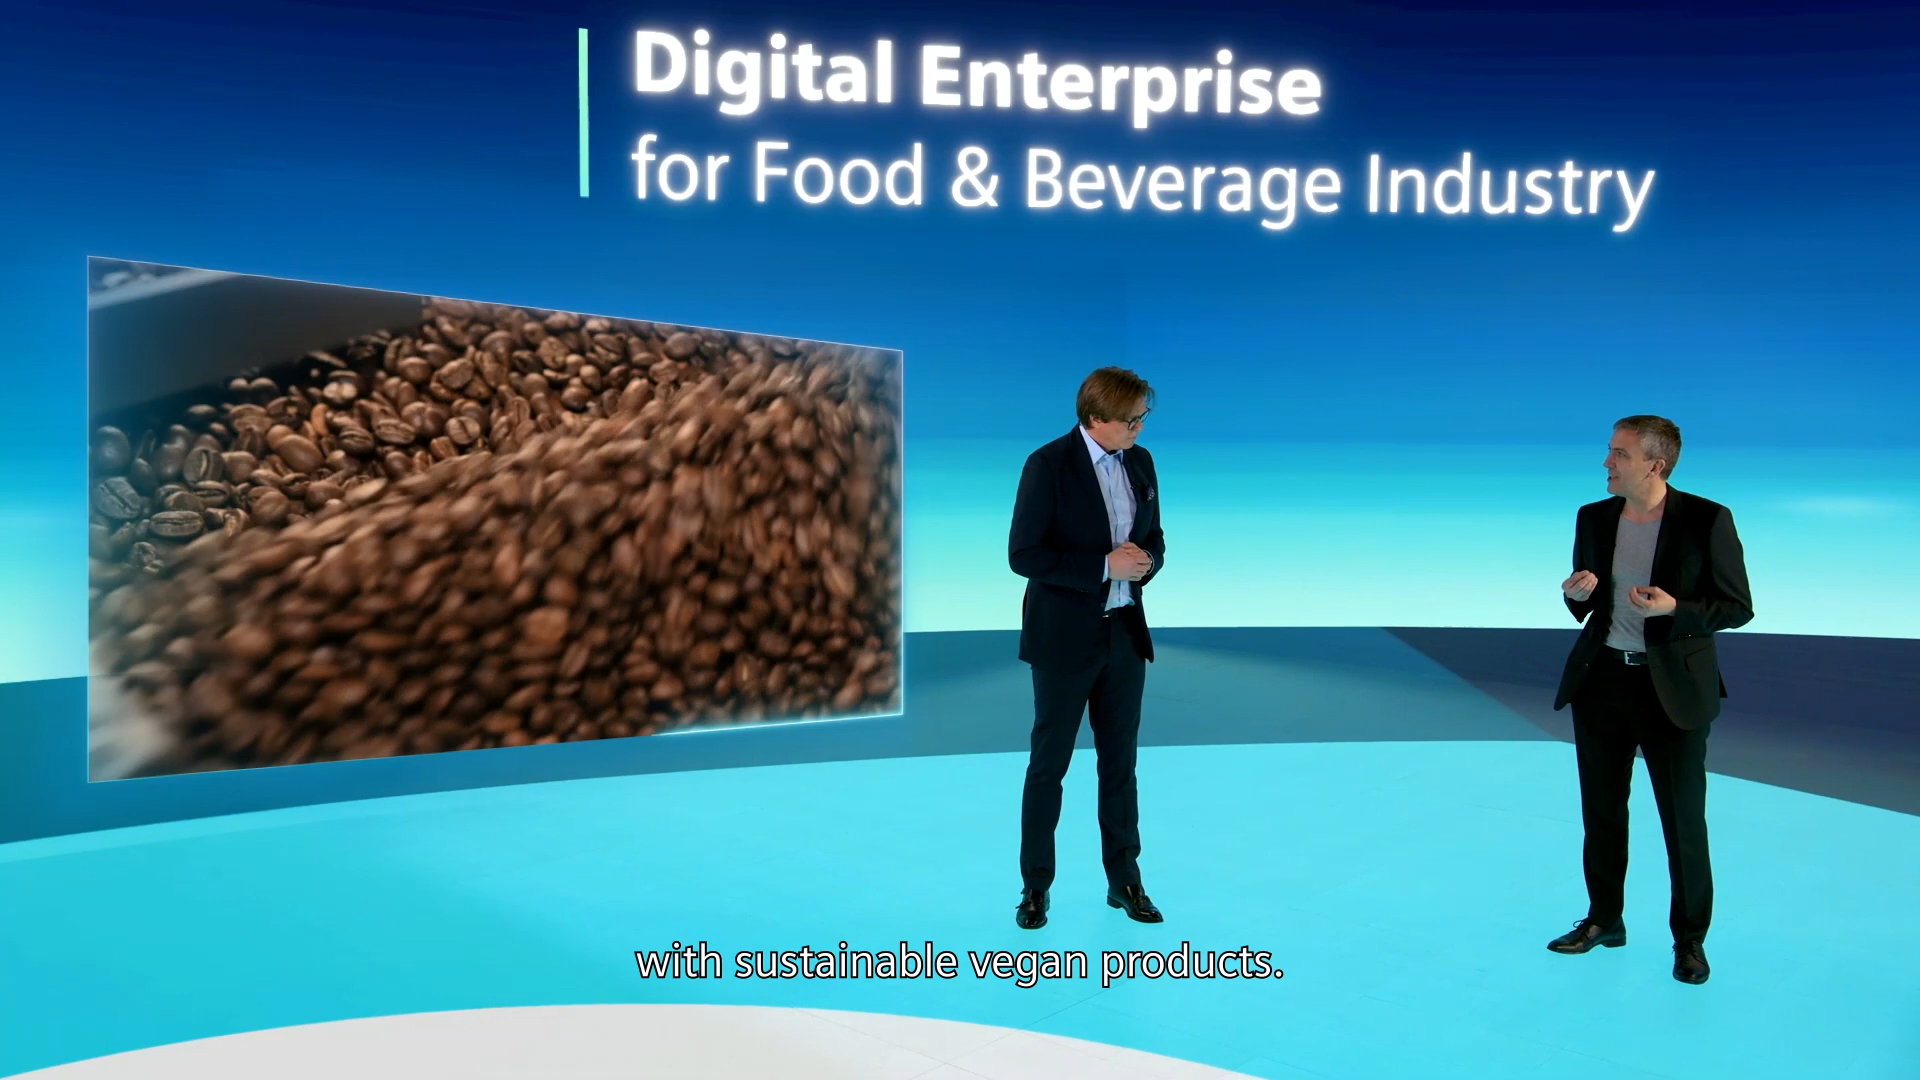 Digital Enterprise
for Food & Beverage Industry
with sustainable vegan products.